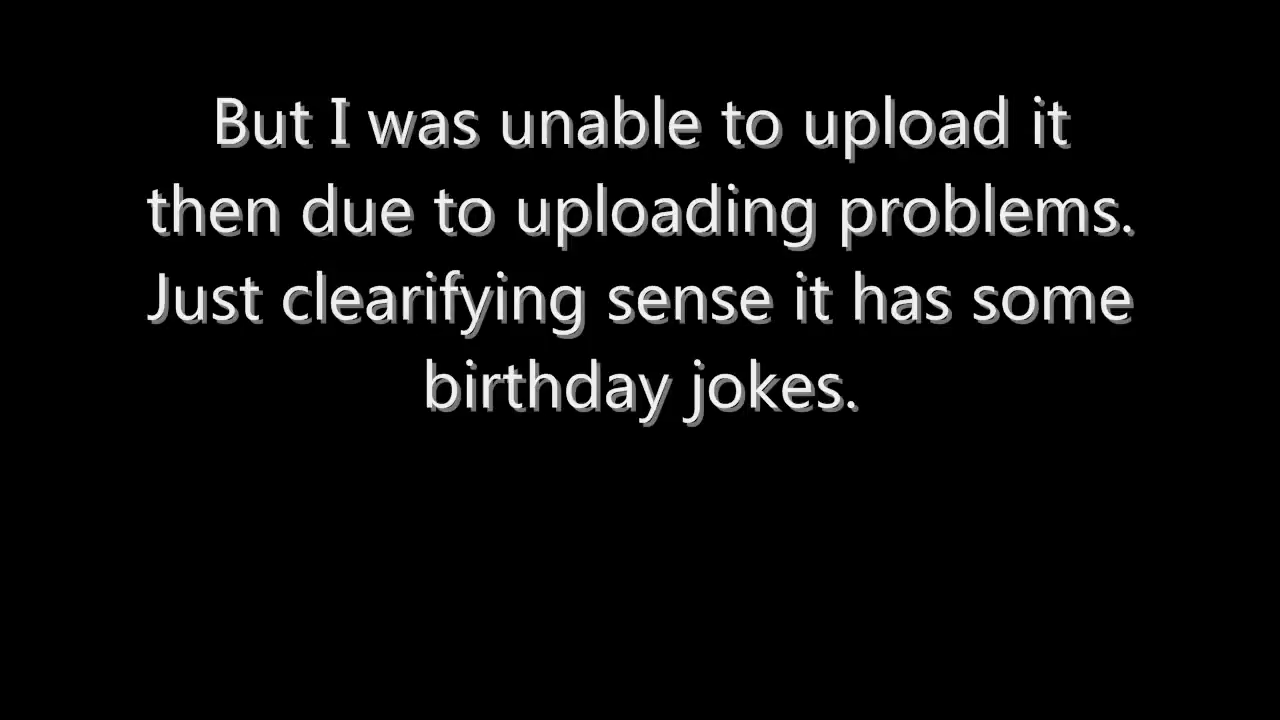 But I was unable to upload it
then due to uploading problems.
Just clearifying sense it has some
birthday jokes.